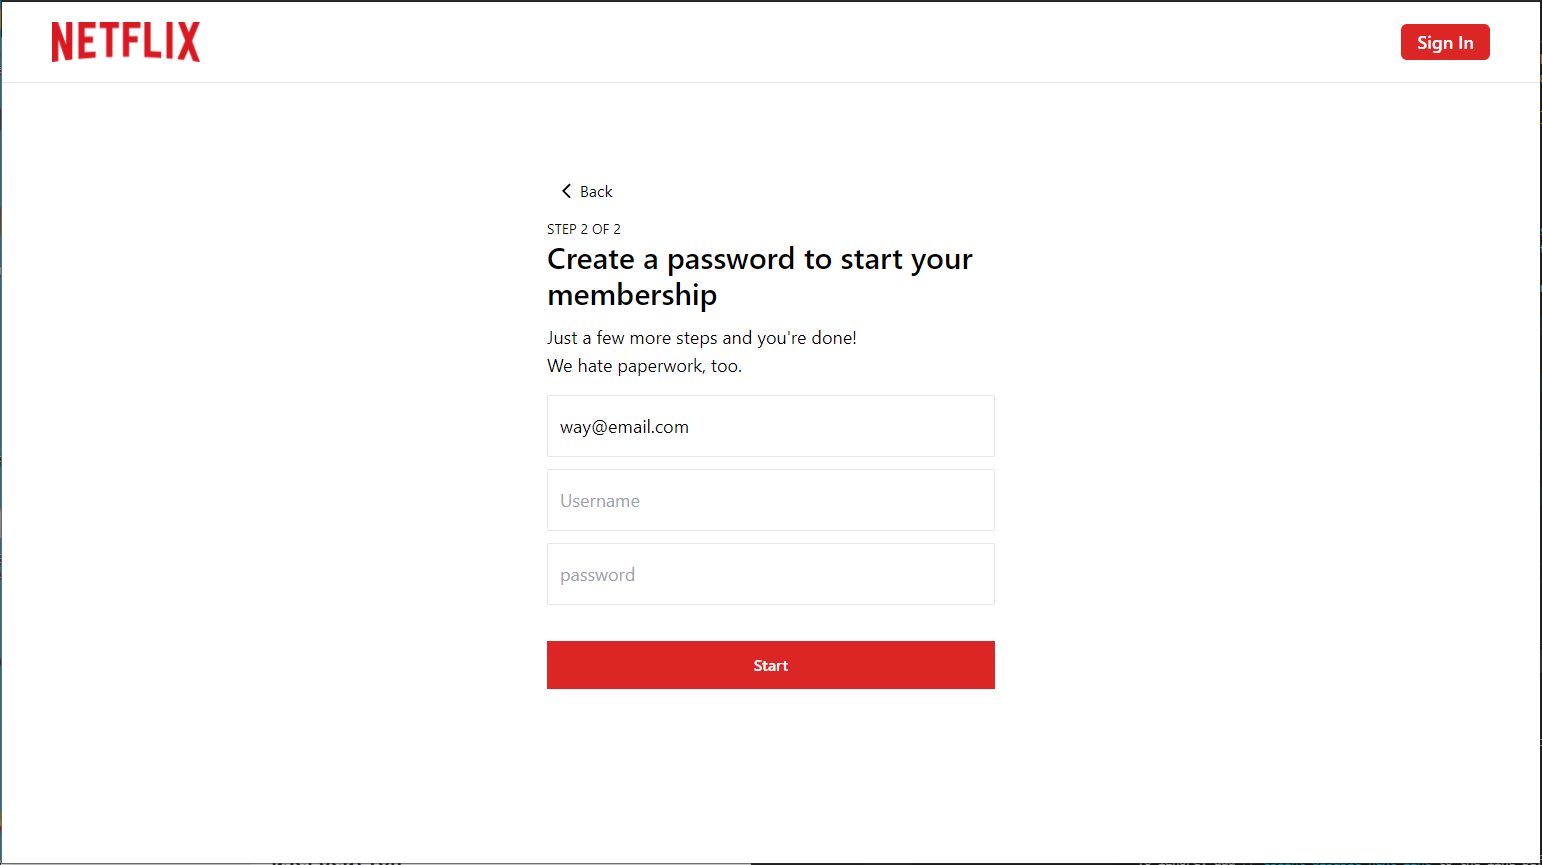 NETFLIX
Sign In
Back
STEP 2 OF 2
Create a password to start your
membership
Just a few more steps and you're done!
We hate paperwork, too.
way@email.com
Username
password
Start